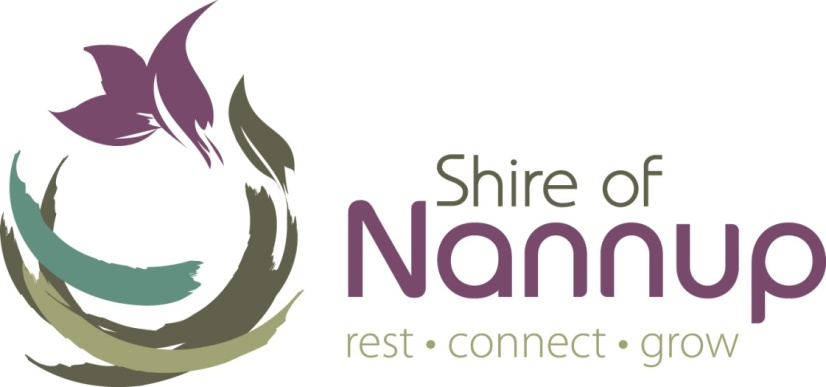 Shire of
Nannup
rest • connect • grow